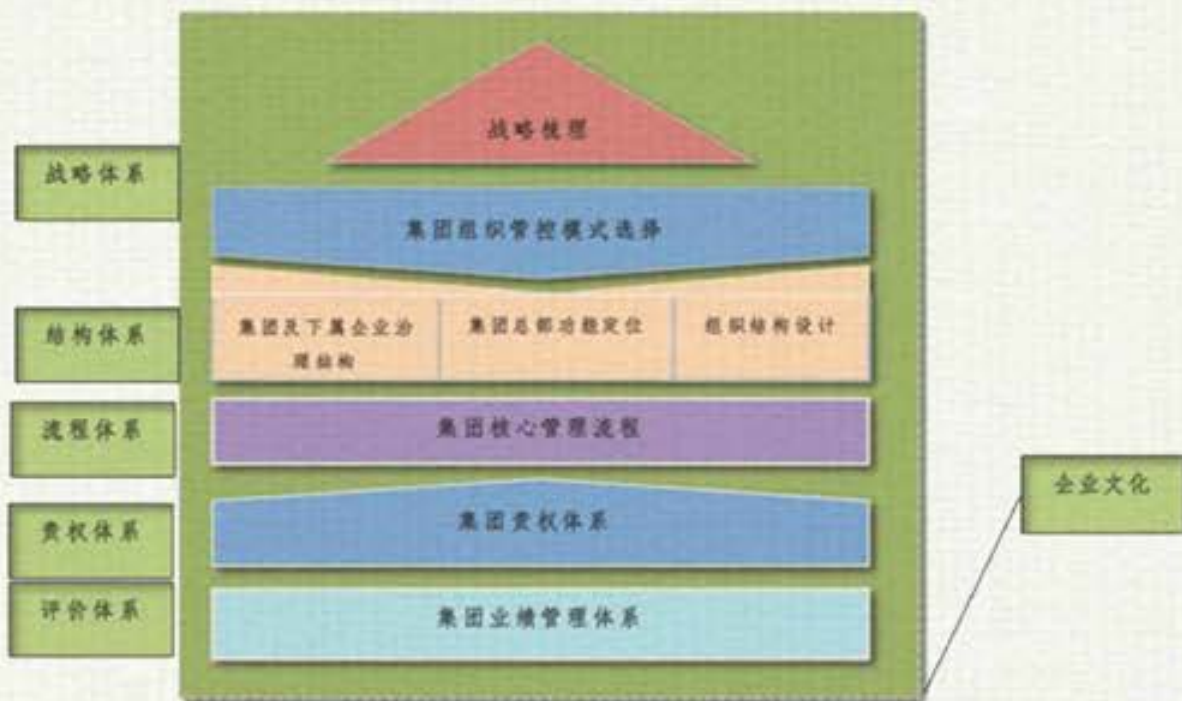 战略梳理
战略体系
集团组织管控模式选择
结构体系
集团及下属企业治
理结构
集团总部功能定位
组织结构设计
流程体系
集团核心管理流程
企业文化
责权体系
集团责权体系
评价体系
集团业绩管理体系